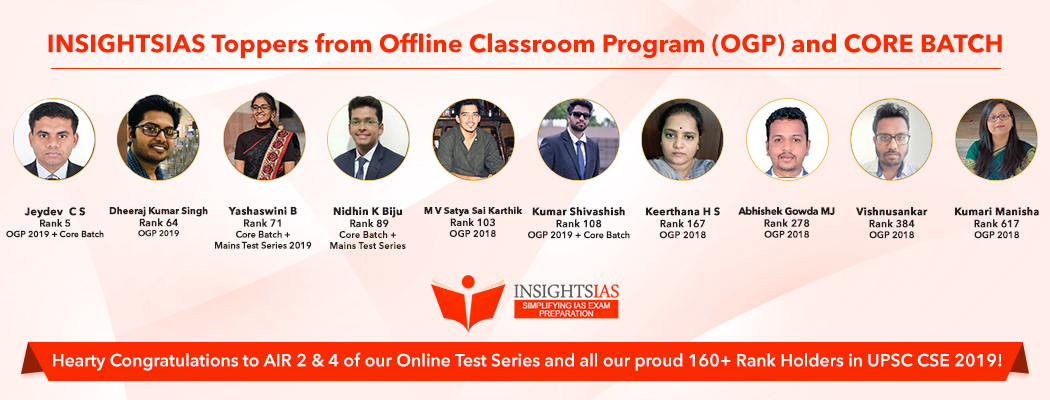 INSIGHTSIAS Toppers from Offline Classroom Program (OGP) and CORE BATCH
Jeydev C S
Rank 5
OGP 2019 + Core Batch
Dheeraj Kumar Singh
Rank 64
OGP 2019
Yashaswini B
Rank 71
Core Batch +
Mains Test Series 2019
Nidhin K Biju
Rank 89
Core Batch +
Mains Test Series
M V Satya Sai Karthik
Rank 103
OGP 2018
Kumar Shivashish
Rank 108
OGP 2019 + Core Batch
Keerthana H S
Rank 167
OGP 2018
Abhishek Gowda MJ
Rank 278
OGP 2018
Vishnusankar
Rank 384
OGP 2018
Kumari Manisha
Rank 617
OGP 2018
INSIGHTSIAS
SIMPLIFYING IAS EXAM
PREPARATION
Hearty Congratulations to AIR 2 & 4 of our Online Test Series and all our proud 160+ Rank Holders in UPSC CSE 2019!